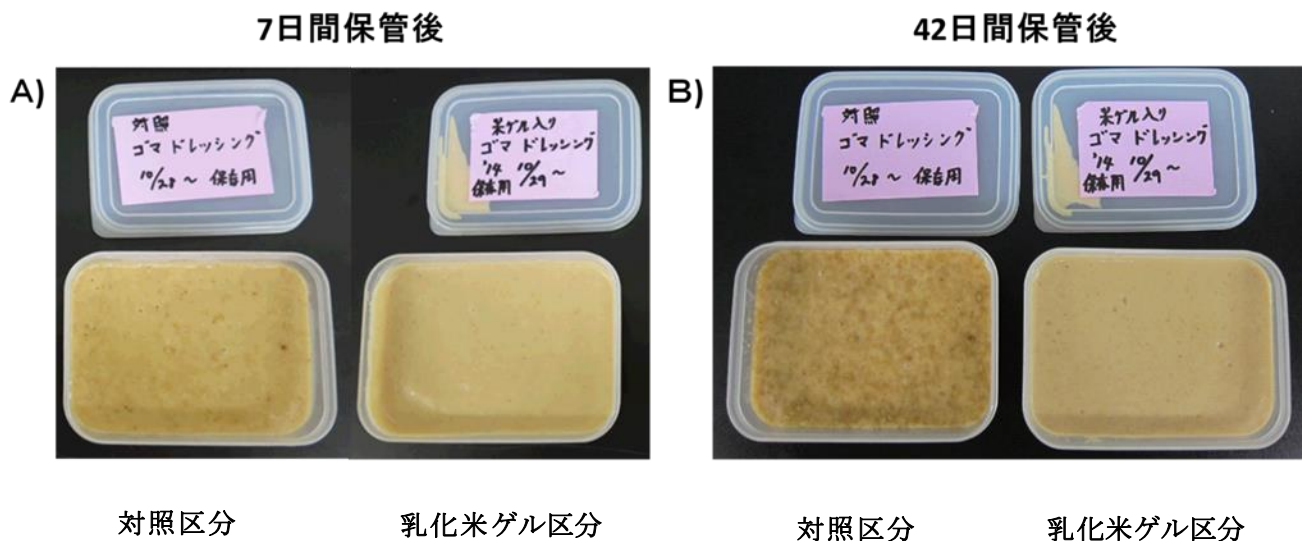 7日間保管後
42日間保管後
A)
対照
ゴマ ドレッシング
10/28 ~ 保存用
米ゲル入り
ゴマ ドレッシング
'14 10/29 ~
保存用
B)
対照
ゴマ ドレッシング
10/28 ~ 保存用
米ゲル入り
ゴマ ドレッシング
'14 10/29 ~
保存用
対照区分
乳化米ゲル区分
対照区分
乳化米ゲル区分